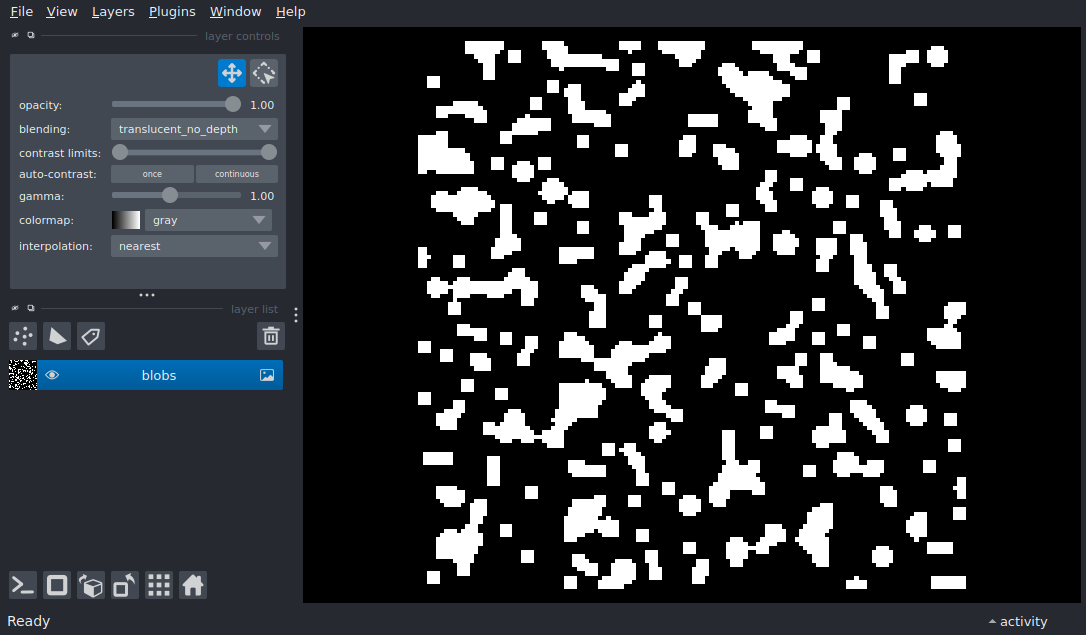 File View Layers Plugins Window Help
layer controls
opacity: 1.00
blending: translucent_no_depth
contrast limits:
auto-contrast: once continuous
gamma: 1.00
colormap: gray
interpolation: nearest
layer list
blobs
Ready
activity